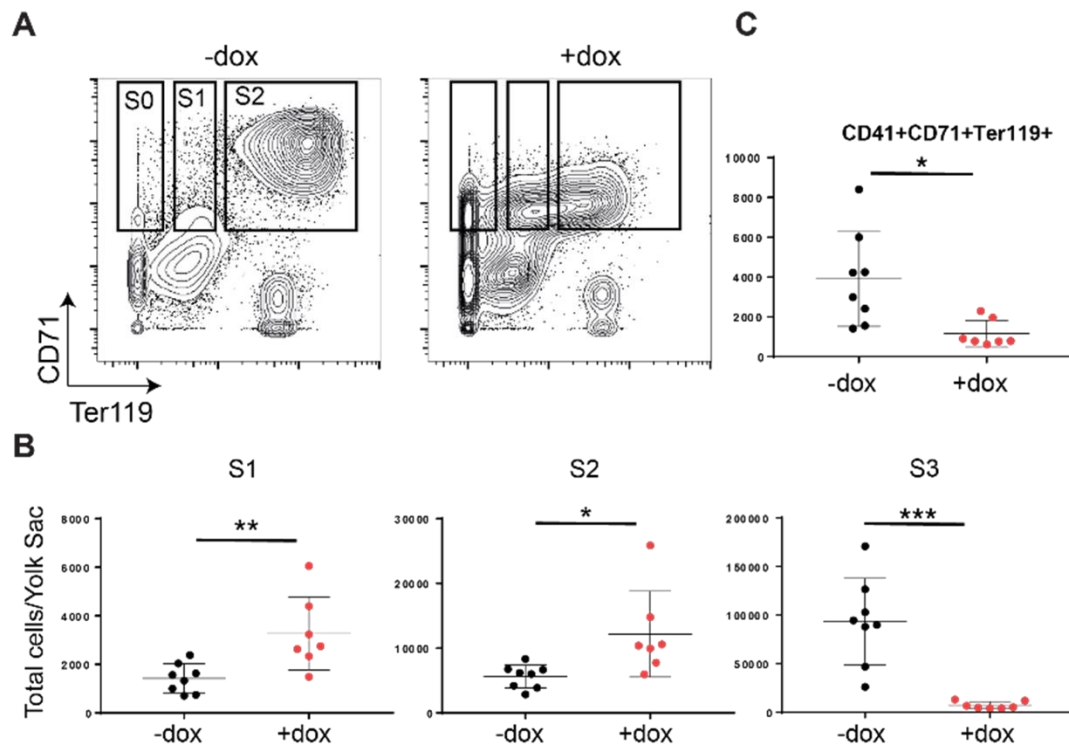 A
-dox
+dox
S0
S1
S2
CD71
Ter119
C
CD41+CD71+Ter119+
*
10000
8000
6000
4000
2000
0
-dox
+dox
B
Total cells/Yolk Sac
S1
**
8000
6000
4000
2000
0
-dox
+dox
S2
*
30000
20000
10000
0
-dox
+dox
S3
***
200000
150000
100000
50000
0
-dox
+dox